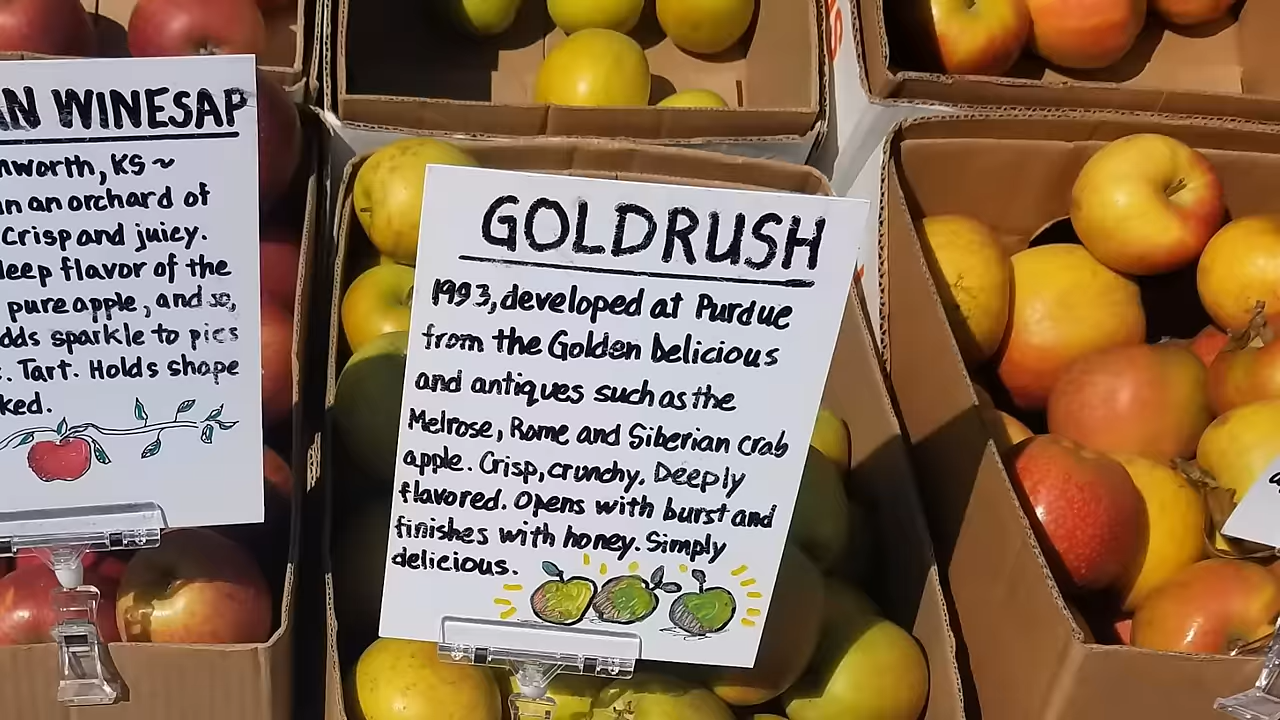 AN WINESAP
nworth, KS ~
an orchard of
Crisp and juicy.
deep flavor of the
pure apple, and so,
dds sparkle to pies
. Tart. Holds shape
ked.
GOLDRUSH
1993, developed at Purdue
from the Golden Delicious
and antiques such as the
Melrose, Rome and Siberian crab
apple. Crisp, crunchy. Deeply
flavored. Opens with burst and
finishes with honey. Simply
delicious.